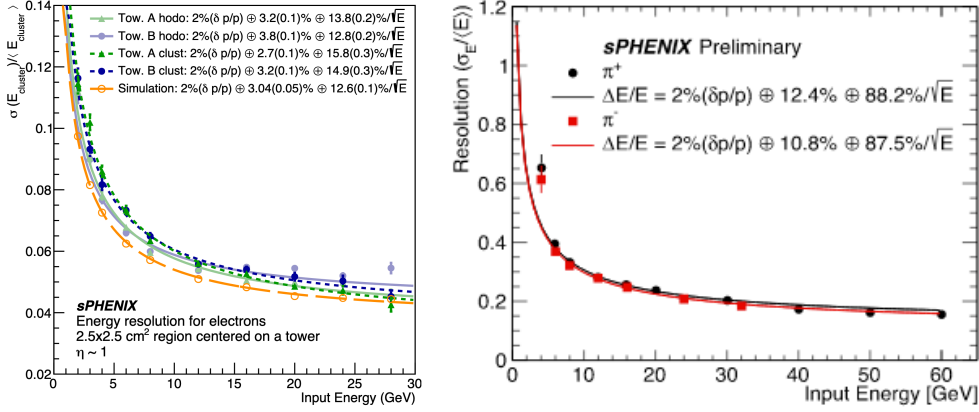 σ (E_cluster)/⟨ E_cluster ⟩
0.14
0.12
0.1
0.08
0.06
0.04
0.02
Tow. A hodo: 2%(δ p/p) ⊕ 3.2(0.1)% ⊕ 13.8(0.2)%/√E
Tow. B hodo: 2%(δ p/p) ⊕ 3.8(0.1)% ⊕ 12.8(0.2)%/√E
Tow. A clust: 2%(δ p/p) ⊕ 2.7(0.1)% ⊕ 15.8(0.3)%/√E
Tow. B clust: 2%(δ p/p) ⊕ 3.2(0.1)% ⊕ 14.9(0.3)%/√E
Simulation: 2%(δ p/p) ⊕ 3.04(0.05)% ⊕ 12.6(0.1)%/√E
sPHENIX
Energy resolution for electrons
2.5x2.5 cm² region centered on a tower
η ~ 1
0 5 10 15 20 25 30
Input Energy (GeV)
Resolution (σ_E/⟨E⟩)
1.2
1
0.8
0.6
0.4
0.2
0
sPHENIX Preliminary
π⁺
ΔE/E = 2%(δp/p) ⊕ 12.4% ⊕ 88.2%/√E
π⁻
ΔE/E = 2%(δp/p) ⊕ 10.8% ⊕ 87.5%/√E
0 10 20 30 40 50 60
Input Energy [GeV]